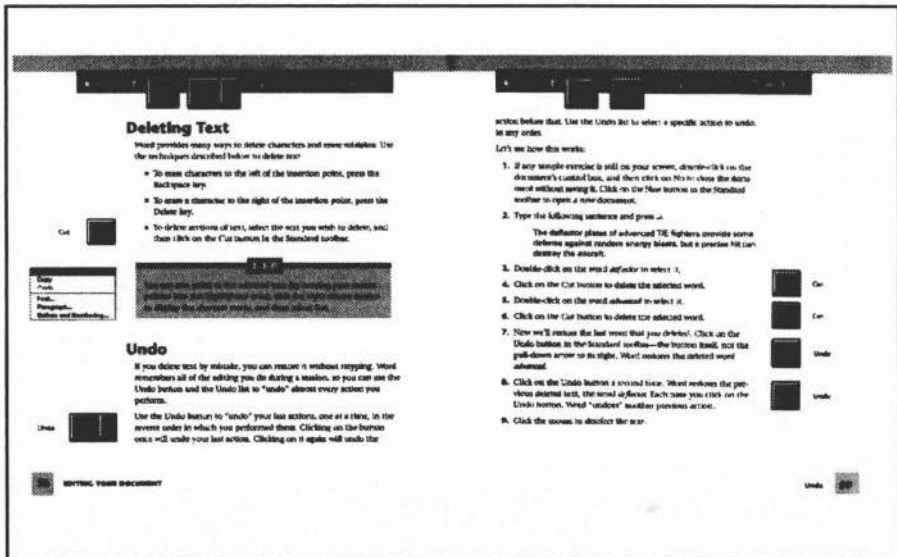 Deleting Text
Word provides many ways to delete characters and erase mistakes. Use
the techniques described below to delete text:
To erase characters to the left of the insertion point, press the
Backspace key.
To erase a character to the right of the insertion point, press the
Delete key.
To delete sections of text, select the text you wish to delete, and
then click on the Cut button in the Standard toolbar.
Cut
TIP
Copy
Paste
Font...
Paragraph...
Bullets and Numbering...
Undo
If you delete text by mistake, you can restore it without retyping. Word
remembers all of the editing you do during a session, so you can use the
Undo button and the Undo list to "undo" almost every action you
perform.
Use the Undo button to "undo" your last actions, one at a time, in the
reverse order in which you performed them. Clicking on the button
once will undo your last action. Clicking on it again will undo the
Undo
EDITING YOUR DOCUMENT
action before that. Use the Undo list to select a specific action to undo
in any order.
Let's see how this works:
1. If any sample exercise is still on your screen, double-click on the
document's control box, and then click on No to close the docu-
ment without saving it. Click on the New button in the Standard
toolbar to open a new document.
2. Type the following sentence and press ↵.
The deflector plates of advanced TIE fighters provide some
defense against random energy blasts, but a precise hit can
destroy the aircraft.
3. Double-click on the word deflector to select it.
4. Click on the Cut button to delete the selected word.
5. Double-click on the word advanced to select it.
6. Click on the Cut button to delete the selected word.
7. Now we'll restore the last word that you deleted. Click on the
Undo button in the Standard toolbar—the button itself, not the
pull-down arrow to its right. Word restores the deleted word
advanced.
8. Click on the Undo button a second time. Word restores the pre-
vious deleted text, the word deflector. Each time you click on the
Undo button, Word "undoes" another previous action.
9. Click the mouse to deselect the text.
Cut
Cut
Undo
Undo
Undo